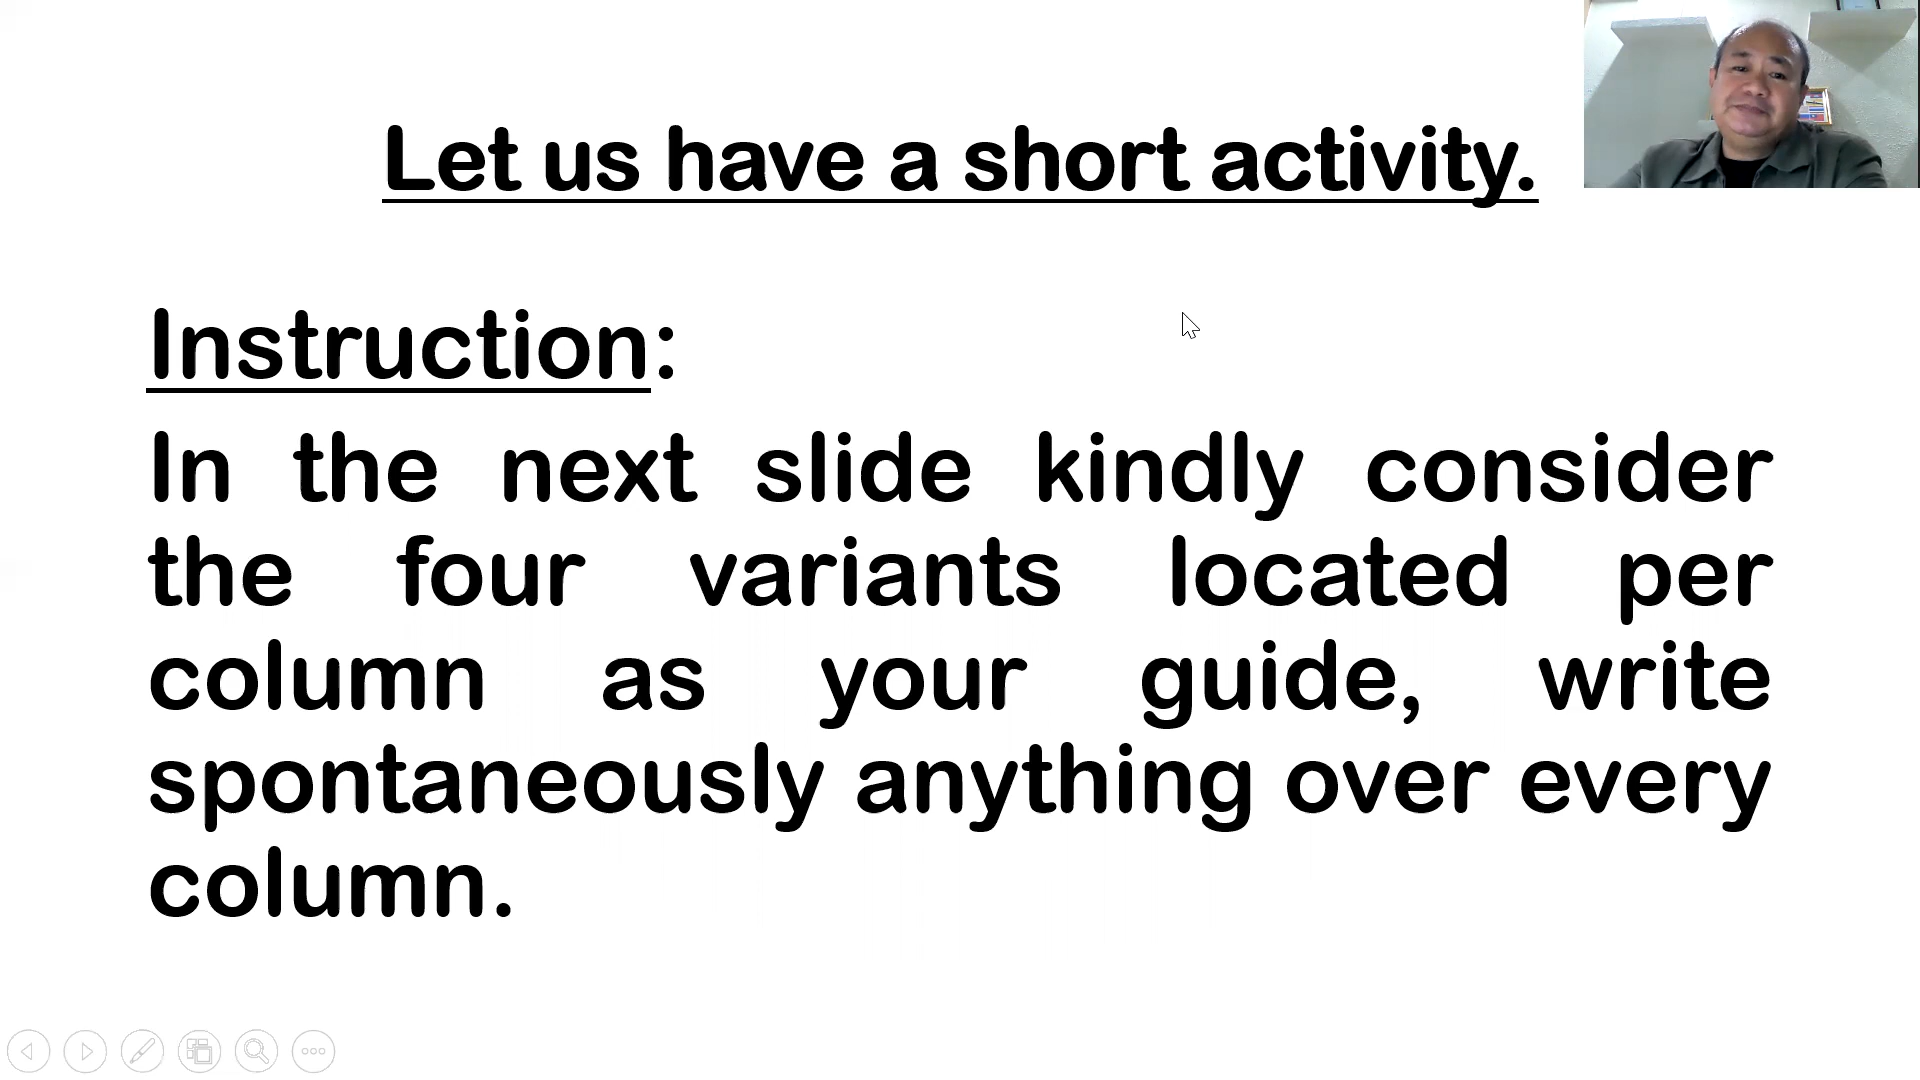 Let us have a short activity.
Instruction:
In the next slide kindly consider
the four variants located per
column as your guide, write
spontaneously anything over every
column.